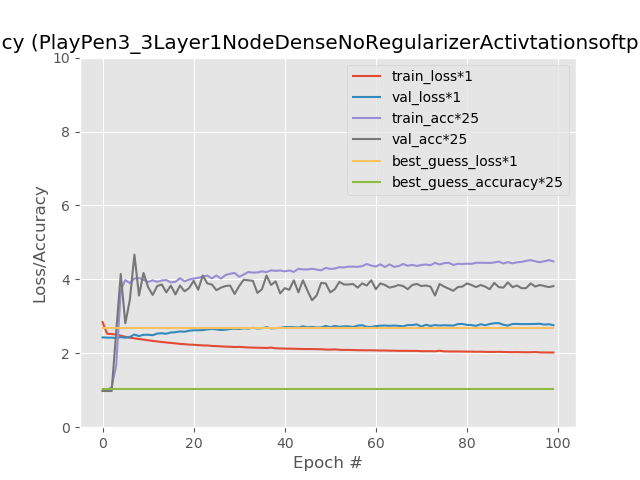 cy (PlayPen3_3Layer1NodeDenseNoRegularizerActivtationsoftp
10
8
6
4
2
0
0 20 40 60 80 100
Loss/Accuracy
Epoch #
train_loss*1
val_loss*1
train_acc*25
val_acc*25
best_guess_loss*1
best_guess_accuracy*25